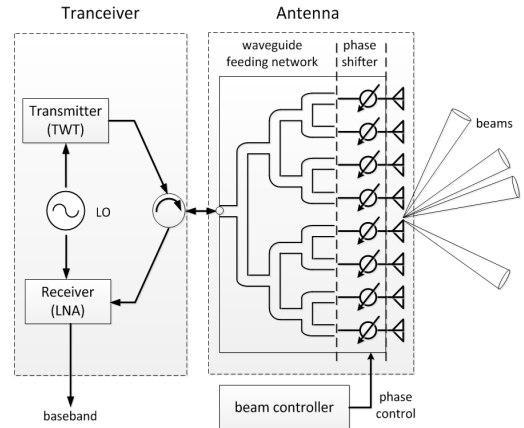 Tranceiver
Antenna
waveguide
feeding network
phase
shifter
Transmitter
(TWT)
beams
LO
Receiver
(LNA)
baseband
beam controller
phase
control